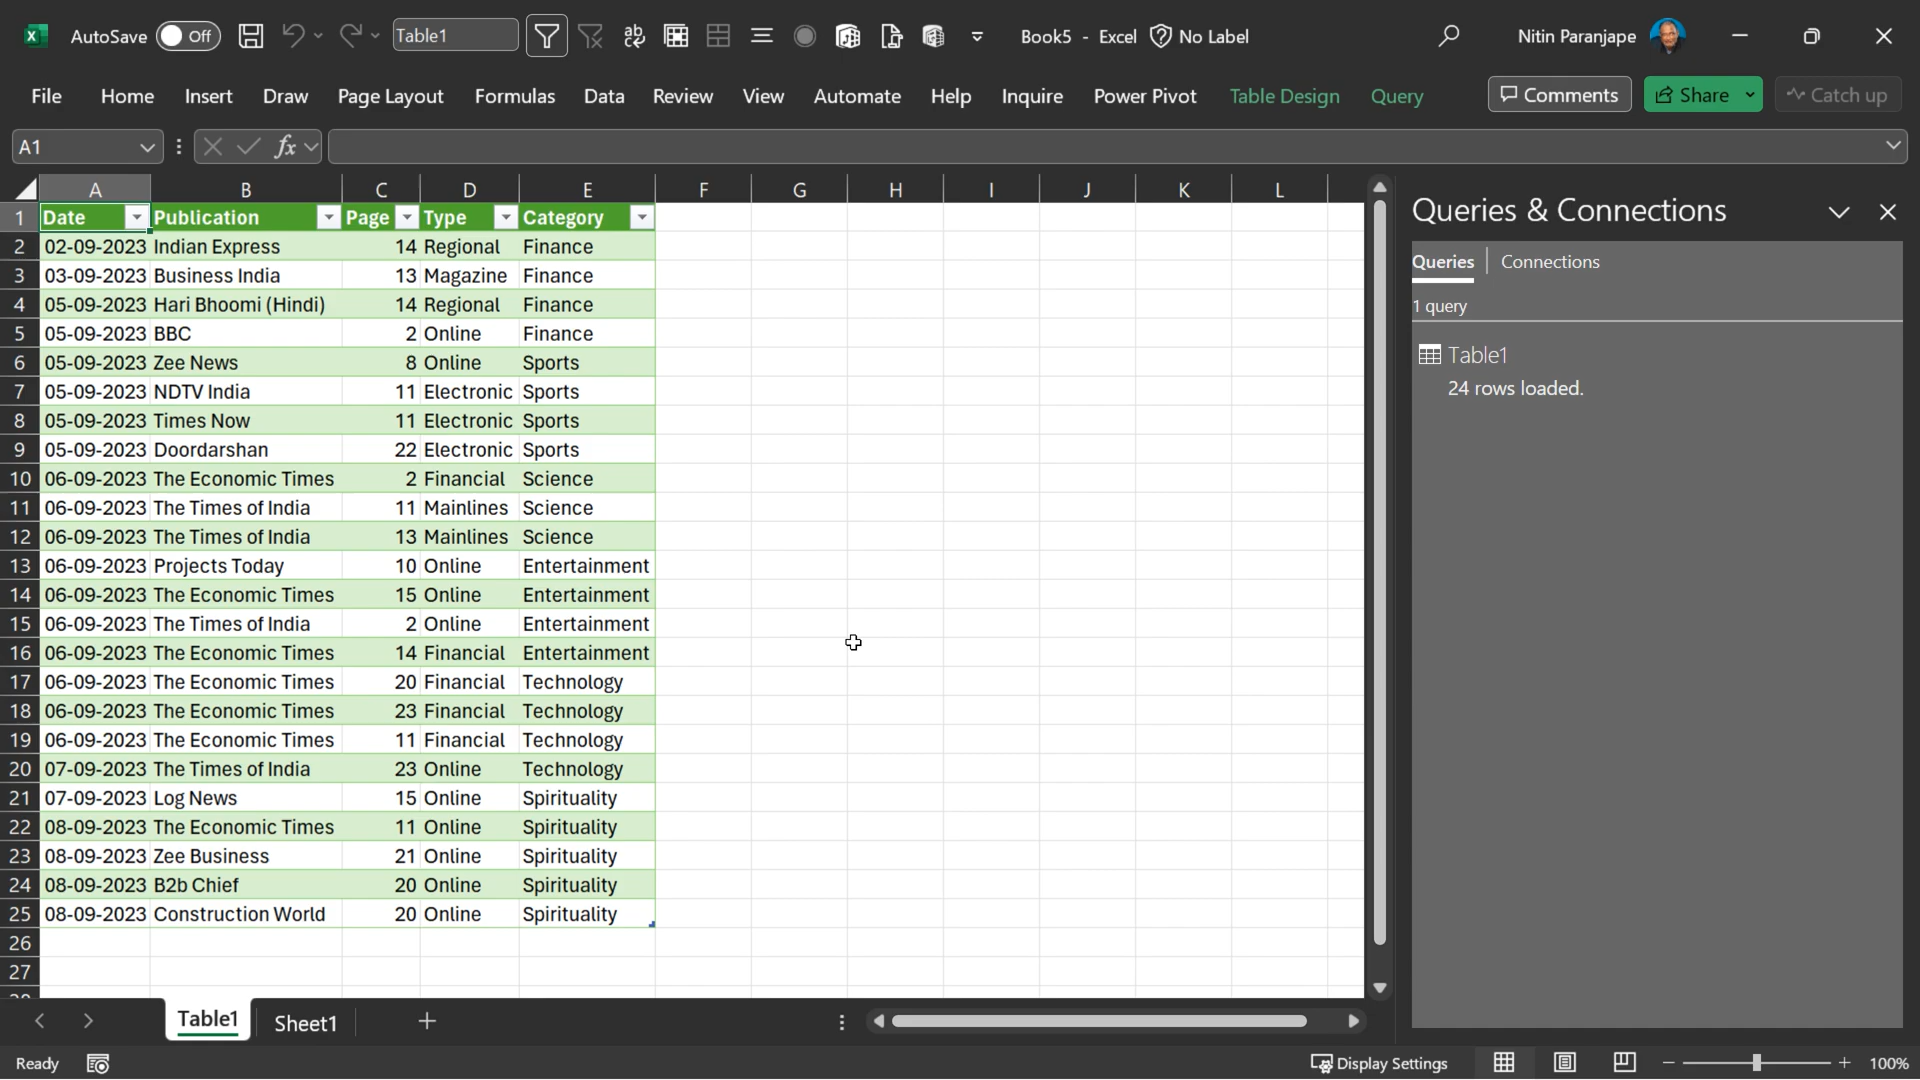 AutoSave Off Table1 Book5 - Excel No Label Nitin Paranjape
File Home Insert Draw Page Layout Formulas Data Review View Automate Help Inquire Power Pivot Table Design Query Comments Share Catch up
A1 fx
A B C D E F G H I J K L
1 Date Publication Page Type Category
2 02-09-2023 Indian Express 14 Regional Finance
3 03-09-2023 Business India 13 Magazine Finance
4 05-09-2023 Hari Bhoomi (Hindi) 14 Regional Finance
5 05-09-2023 BBC 2 Online Finance
6 05-09-2023 Zee News 8 Online Sports
7 05-09-2023 NDTV India 11 Electronic Sports
8 05-09-2023 Times Now 11 Electronic Sports
9 05-09-2023 Doordarshan 22 Electronic Sports
10 06-09-2023 The Economic Times 2 Financial Science
11 06-09-2023 The Times of India 11 Mainlines Science
12 06-09-2023 The Times of India 13 Mainlines Science
13 06-09-2023 Projects Today 10 Online Entertainment
14 06-09-2023 The Economic Times 15 Online Entertainment
15 06-09-2023 The Times of India 2 Online Entertainment
16 06-09-2023 The Economic Times 14 Financial Entertainment
17 06-09-2023 The Economic Times 20 Financial Technology
18 06-09-2023 The Economic Times 23 Financial Technology
19 06-09-2023 The Economic Times 11 Financial Technology
20 07-09-2023 The Times of India 23 Online Technology
21 07-09-2023 Log News 15 Online Spirituality
22 08-09-2023 The Economic Times 11 Online Spirituality
23 08-09-2023 Zee Business 21 Online Spirituality
24 08-09-2023 B2b Chief 20 Online Spirituality
25 08-09-2023 Construction World 20 Online Spirituality
26
27
Queries & Connections
Queries Connections
1 query
Table1
24 rows loaded.
Table1 Sheet1
Ready Display Settings 100%